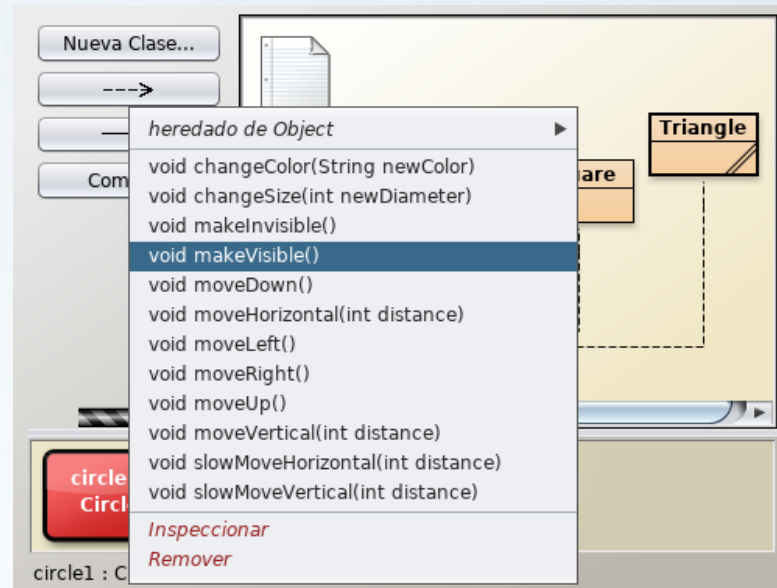 Nueva Clase...
Com
heredado de Object
void changeColor(String newColor)
void changeSize(int newDiameter)
void makeInvisible()
void makeVisible()
void moveDown()
void moveHorizontal(int distance)
void moveLeft()
void moveRight()
void moveUp()
void moveVertical(int distance)
void slowMoveHorizontal(int distance)
void slowMoveVertical(int distance)
Inspeccionar
Remover
Triangle
are
circle
Circl
circle1 : C